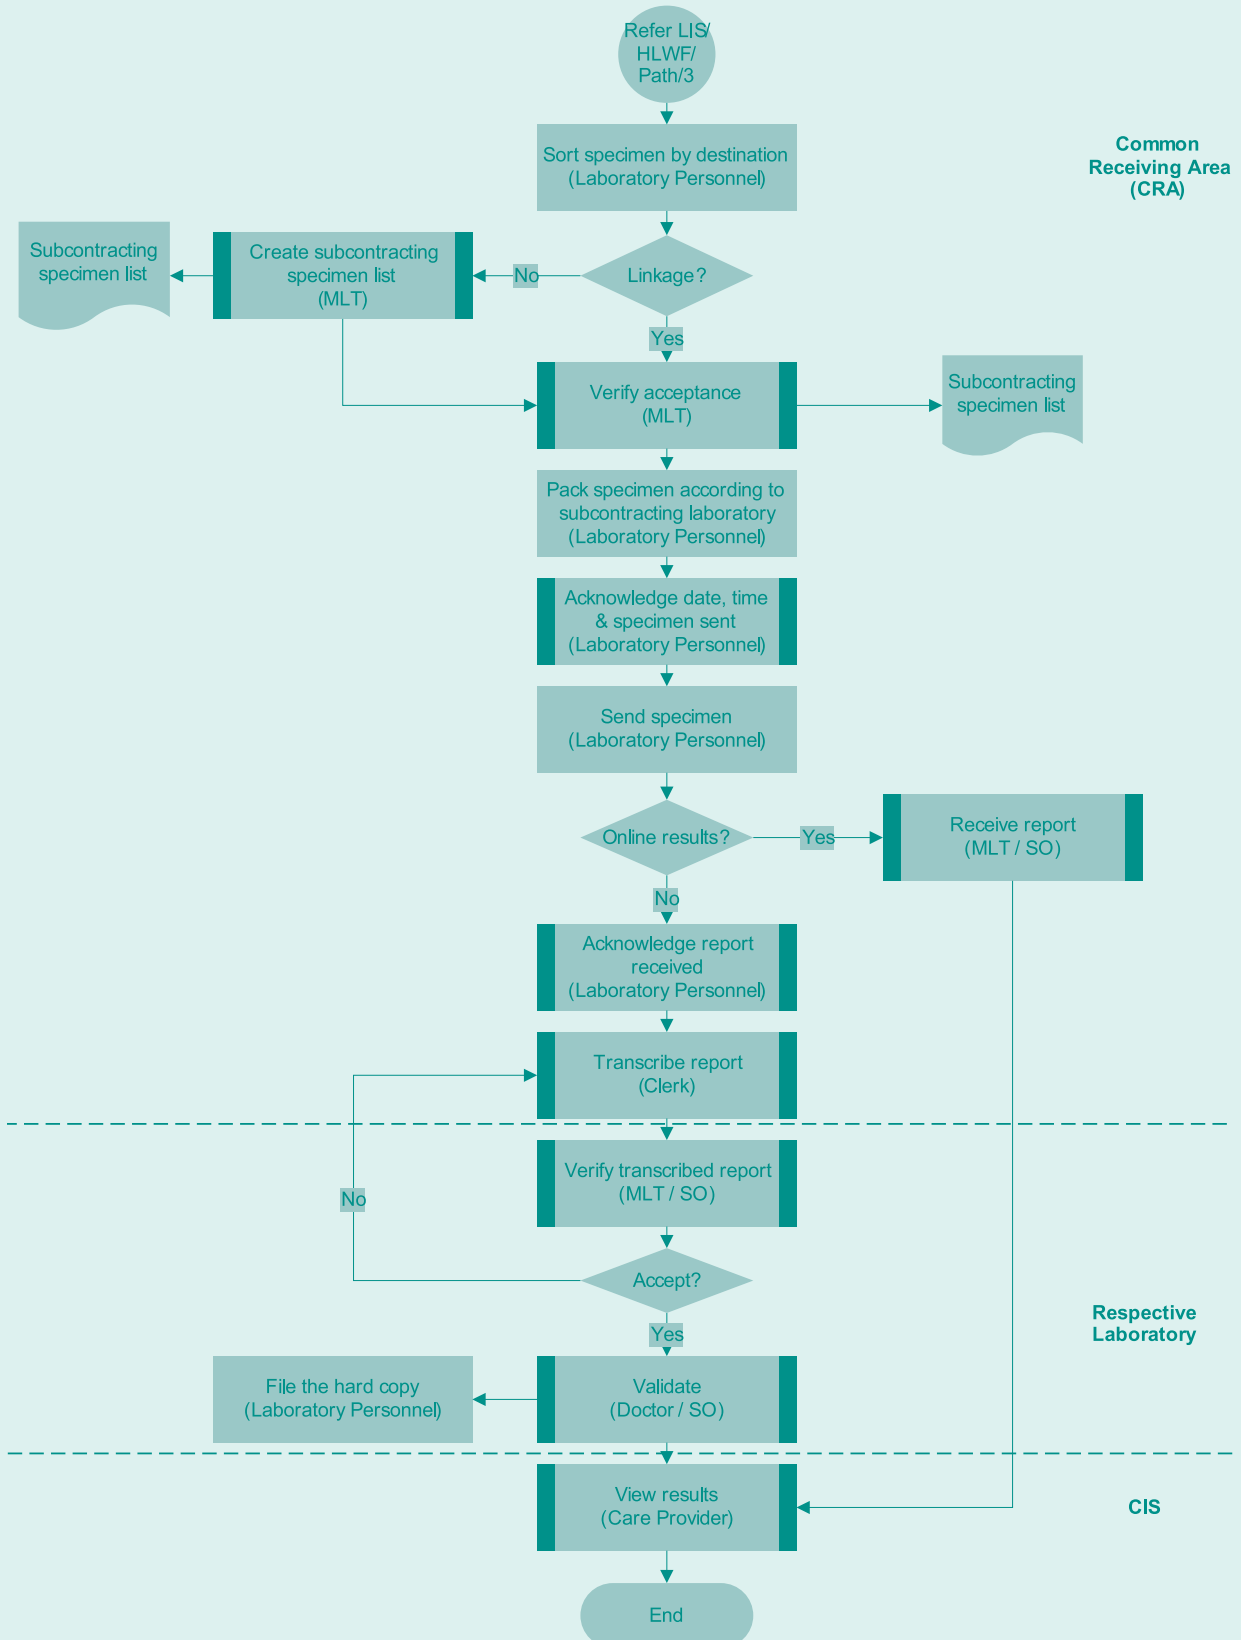 Refer LIS/
HLWF/
Path/3
Sort specimen by destination
(Laboratory Personnel)
Common
Receiving Area
(CRA)
Subcontracting
specimen list
Create subcontracting
specimen list
(MLT)
No
Linkage?
Yes
Verify acceptance
(MLT)
Subcontracting
specimen list
Pack specimen according to
subcontracting laboratory
(Laboratory Personnel)
Acknowledge date, time
& specimen sent
(Laboratory Personnel)
Send specimen
(Laboratory Personnel)
Online results?
Yes
Receive report
(MLT / SO)
No
Acknowledge report
received
(Laboratory Personnel)
Transcribe report
(Clerk)
Verify transcribed report
(MLT / SO)
No
Accept?
Yes
Respective
Laboratory
File the hard copy
(Laboratory Personnel)
Validate
(Doctor / SO)
View results
(Care Provider)
CIS
End